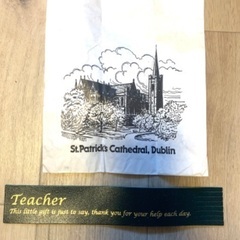 St. Patrick's Cathedral, Dublin
Teacher
This little gift is just to say, thank you for your help each day.